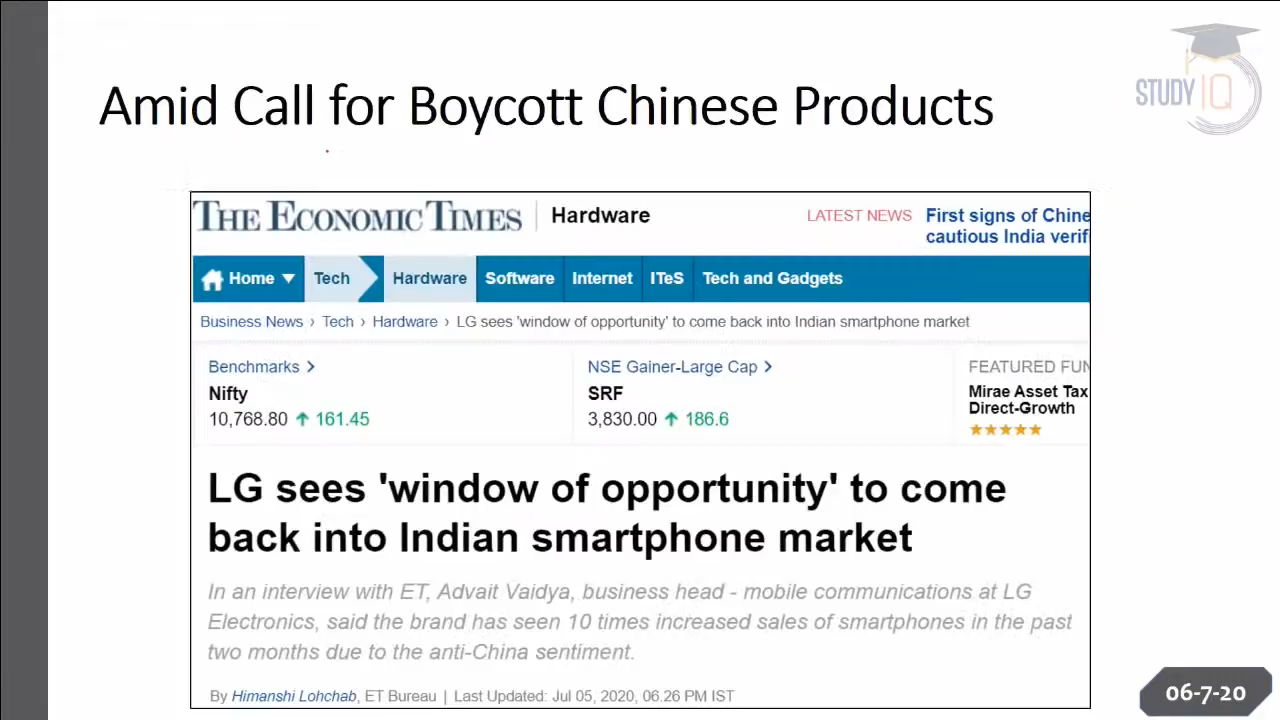 STUDY IQ
Amid Call for Boycott Chinese Products
THE ECONOMIC TIMES | Hardware
LATEST NEWS First signs of Chine
cautious India verif
Home Tech Hardware Software Internet ITeS Tech and Gadgets
Business News › Tech › Hardware › LG sees 'window of opportunity' to come back into Indian smartphone market
Benchmarks > NSE Gainer-Large Cap > FEATURED FUN
Nifty SRF Mirae Asset Tax
Direct-Growth
10,768.80 ↑ 161.45 3,830.00 ↑ 186.6
★★★★★
LG sees 'window of opportunity' to come
back into Indian smartphone market
In an interview with ET, Advait Vaidya, business head - mobile communications at LG
Electronics, said the brand has seen 10 times increased sales of smartphones in the past
two months due to the anti-China sentiment.
By Himanshi Lohchab, ET Bureau | Last Updated: Jul 05, 2020, 06.26 PM IST
06-7-20